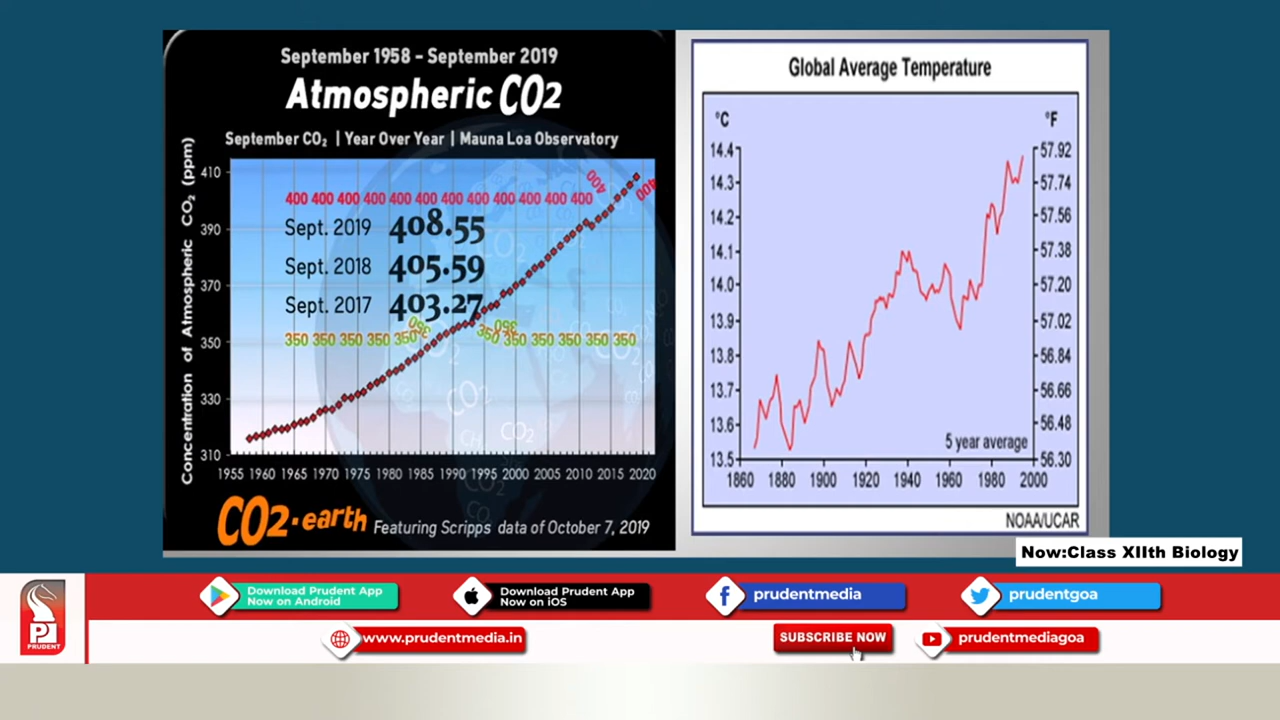 September 1958 – September 2019
Atmospheric CO2
September CO₂ | Year Over Year | Mauna Loa Observatory
Concentration of Atmospheric CO₂ (ppm)
410
390
370
350
330
310
400 400 400 400 400 400 400 400 400 400 400 400 400 400
Sept. 2019 408.55
Sept. 2018 405.59
Sept. 2017 403.27
350 350 350 350 350 350 350 350 350 350 350 350 350
1955 1960 1965 1970 1975 1980 1985 1990 1995 2000 2005 2010 2015 2020
CO2
CO2
CO2
CO2·earth Featuring Scripps data of October 7, 2019
Global Average Temperature
°C °F
14.4 57.92
14.3 57.74
14.2 57.56
14.1 57.38
14.0 57.20
13.9 57.02
13.8 56.84
13.7 56.66
13.6 56.48
5 year average
13.5 56.30
1860 1880 1900 1920 1940 1960 1980 2000
NOAA/UCAR
Now:Class XIIth Biology
PRUDENT
Download Prudent App
Now on Android
Download Prudent App
Now on iOS
prudentmedia
prudentgoa
www.prudentmedia.in
SUBSCRIBE NOW
prudentmediagoa